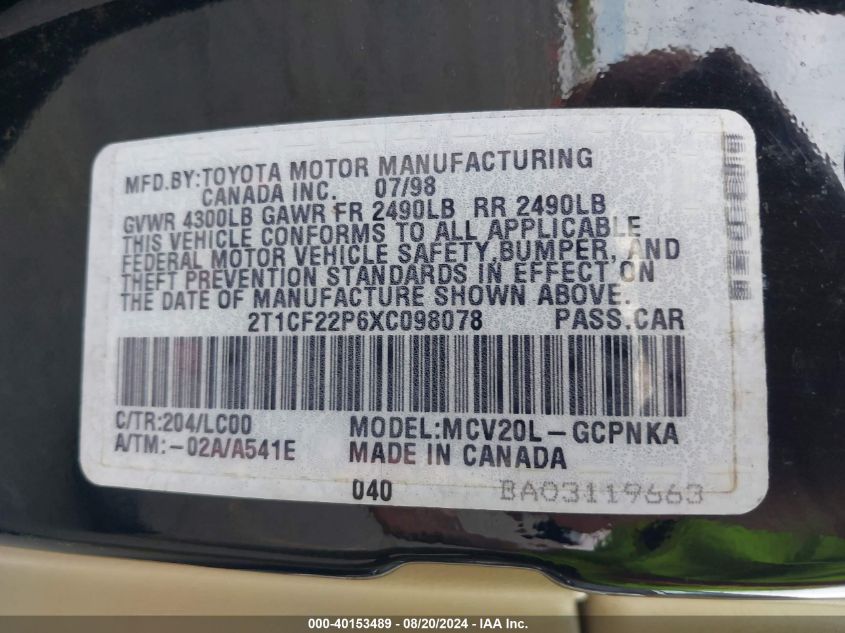 MFD.BY:TOYOTA MOTOR MANUFACTURING
CANADA INC. 07/98
GVWR 4300LB GAWR FR 2490LB RR 2490LB
THIS VEHICLE CONFORMS TO ALL APPLICABLE
FEDERAL MOTOR VEHICLE SAFETY,BUMPER, AND
THEFT PREVENTION STANDARDS IN EFFECT ON
THE DATE OF MANUFACTURE SHOWN ABOVE.
2T1CF22P6XC098078 PASS.CAR
C/TR:204/LC00 MODEL:MCV20L-GCPNKA
A/TM:-02A/A541E MADE IN CANADA
040 BA03119663
000-40153489 - 08/20/2024 - IAA Inc.